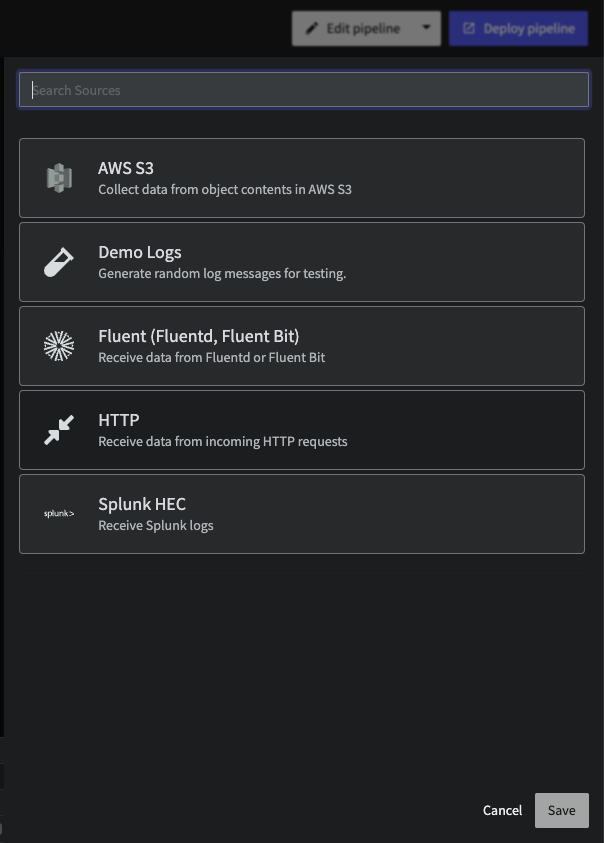 Edit pipeline
Deploy pipeline
Search Sources
AWS S3
Collect data from object contents in AWS S3
Demo Logs
Generate random log messages for testing.
Fluent (Fluentd, Fluent Bit)
Receive data from Fluentd or Fluent Bit
HTTP
Receive data from incoming HTTP requests
splunk>
Splunk HEC
Receive Splunk logs
Cancel
Save